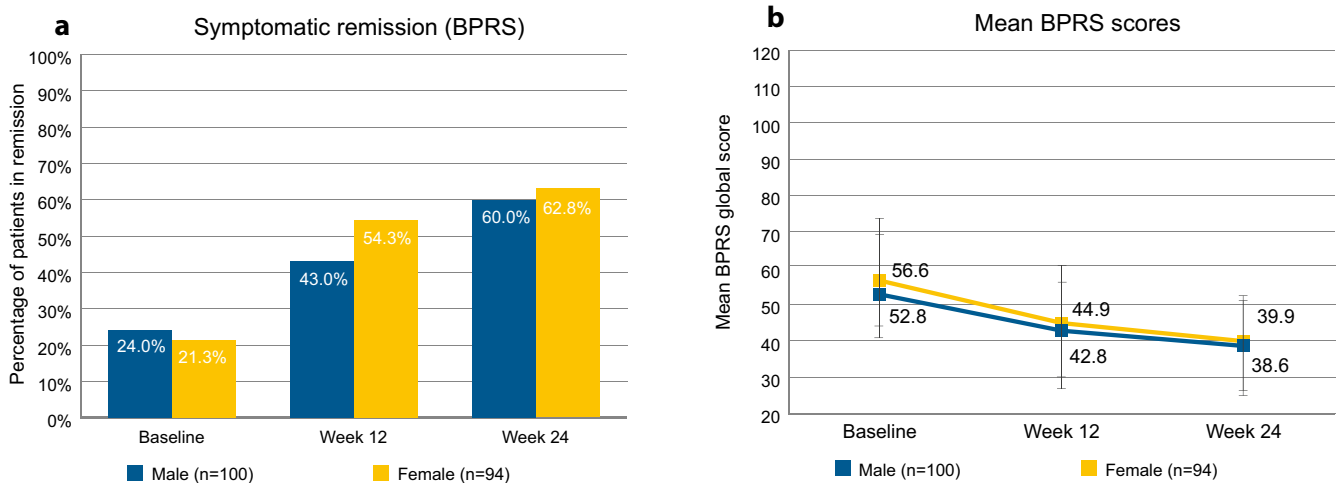 a
Symptomatic remission (BPRS)
Percentage of patients in remission
100%
90%
80%
70%
60%
50%
40%
30%
20%
10%
0%
24.0%
21.3%
43.0%
54.3%
60.0%
62.8%
Baseline
Week 12
Week 24
Male (n=100)
Female (n=94)
b
Mean BPRS scores
Mean BPRS global score
120
110
100
90
80
70
60
50
40
30
20
56.6
52.8
44.9
42.8
39.9
38.6
Baseline
Week 12
Week 24
Male (n=100)
Female (n=94)